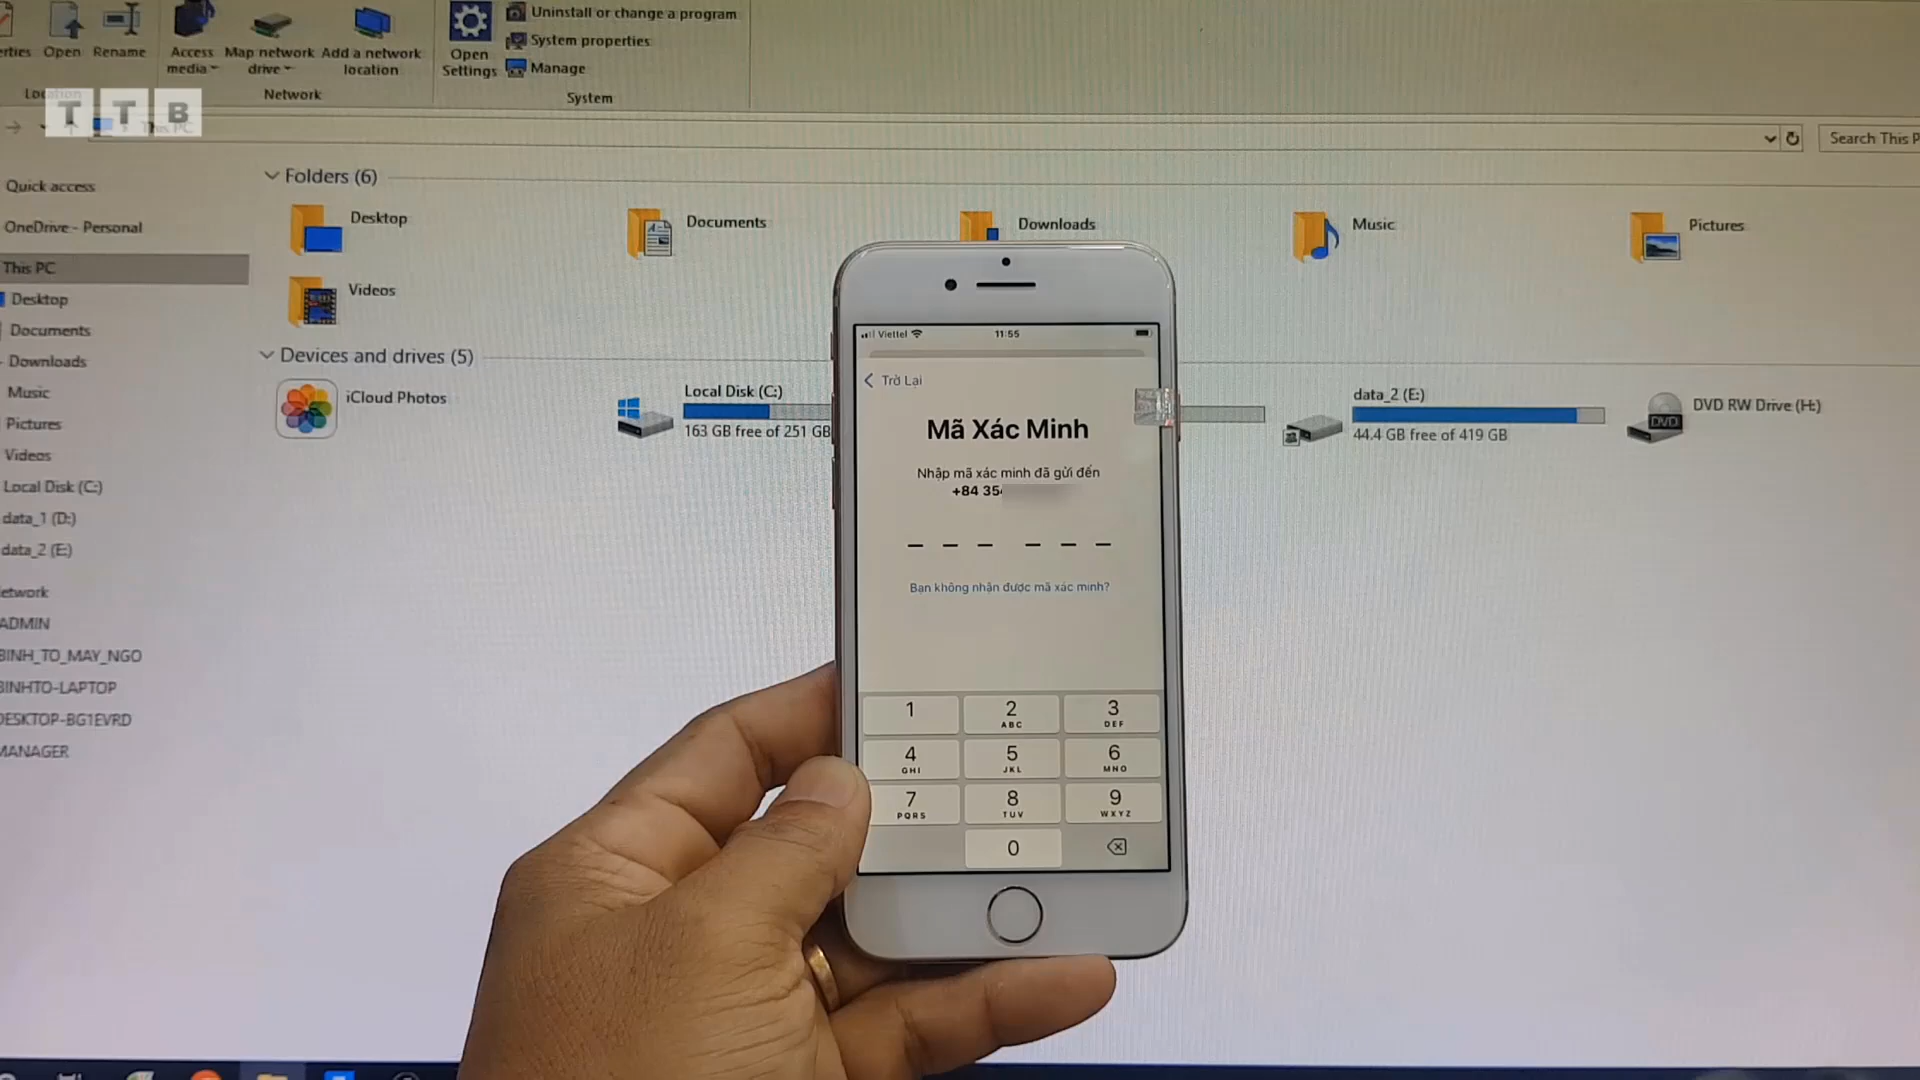 Uninstall or change a program
System properties
Manage
Open
Rename
Access media
Map network drive
Add a network location
Open Settings
Network
System
TTB
This PC
Search This P
Quick access
OneDrive - Personal
This PC
Desktop
Documents
Downloads
Music
Pictures
Videos
Local Disk (C:)
data_1 (D:)
data_2 (E:)
etwork
ADMIN
BINH_TO_MAY_NGO
BINHTO-LAPTOP
DESKTOP-BG1EVRD
MANAGER
Folders (6)
Desktop
Documents
Downloads
Music
Pictures
Videos
Devices and drives (5)
iCloud Photos
Local Disk (C:)
163 GB free of 251 GB
data_2 (E:)
44.4 GB free of 419 GB
DVD
DVD RW Drive (H:)
Viettel
11:55
Trở Lại
Mã Xác Minh
Nhập mã xác minh đã gửi đến
+84 354
Bạn không nhận được mã xác minh?
1
2 ABC
3 DEF
4 GHI
5 JKL
6 MNO
7 PQRS
8 TUV
9 WXYZ
0